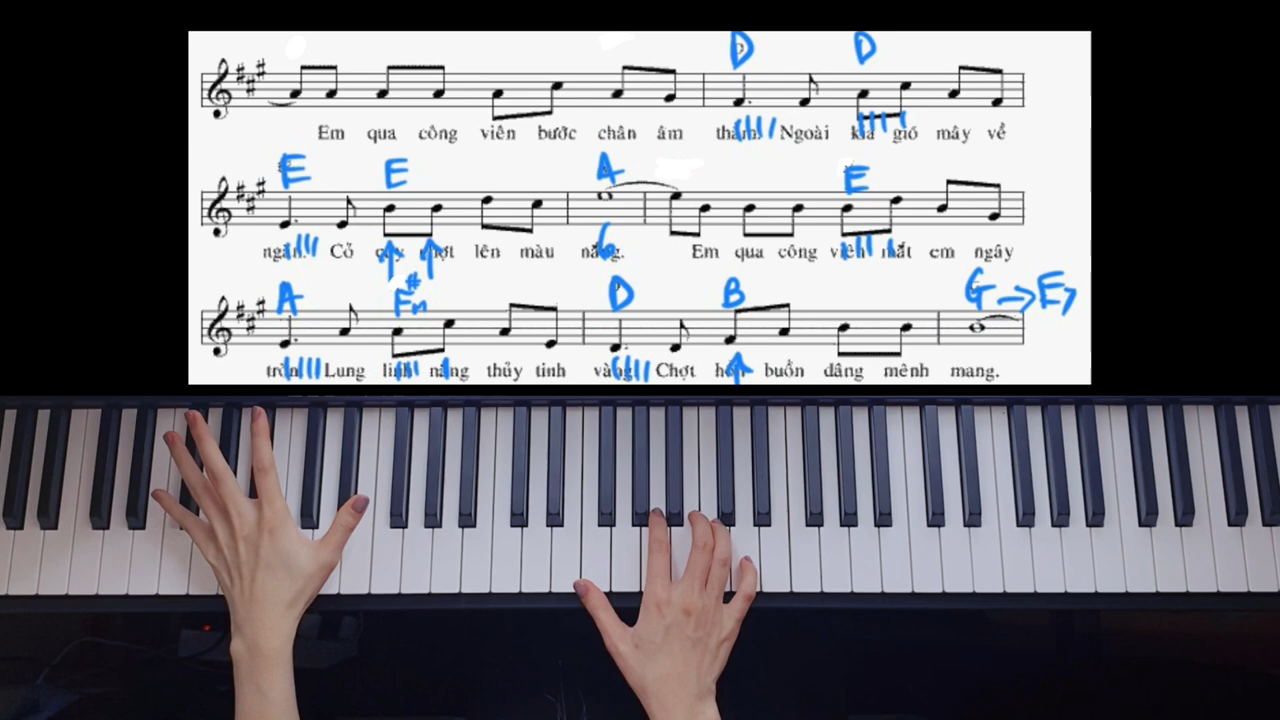 D D
Em qua công viên bước chân âm thầm. Ngoài kia gió mây về
E E A E
ngàn. Cỏ cây chợt lên màu nắng. Em qua công viên mắt em ngây
A F#m D B G → E7
tròn. Lung linh nắng thủy tinh vàng. Chợt hồn buồn dâng mênh mang.